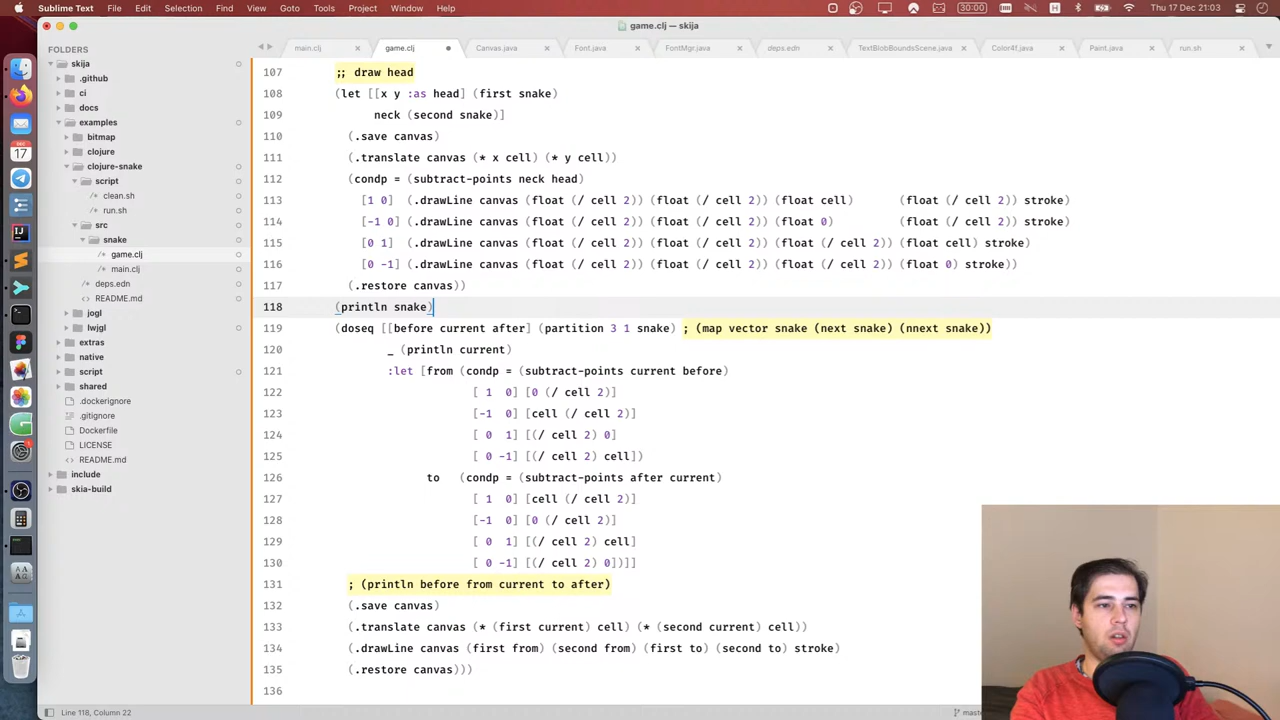 Sublime Text File Edit Selection Find View Goto Tools Project Window Help 30:00 Thu 17 Dec 21:03
game.clj — skija
FOLDERS
skija
.github
ci
docs
examples
bitmap
clojure
clojure-snake
script
clean.sh
run.sh
src
snake
game.clj
main.clj
deps.edn
README.md
jogl
lwjgl
extras
native
script
shared
.dockerignore
.gitignore
Dockerfile
LICENSE
README.md
include
skia-build
main.clj game.clj Canvas.java Font.java FontMgr.java deps.edn TextBlobBoundsScene.java Color4f.java Paint.java run.sh
107 ;; draw head
108 (let [[x y :as head] (first snake)
109 neck (second snake)]
110 (.save canvas)
111 (.translate canvas (* x cell) (* y cell))
112 (condp = (subtract-points neck head)
113 [1 0] (.drawLine canvas (float (/ cell 2)) (float (/ cell 2)) (float cell) (float (/ cell 2)) stroke)
114 [-1 0] (.drawLine canvas (float (/ cell 2)) (float (/ cell 2)) (float 0) (float (/ cell 2)) stroke)
115 [0 1] (.drawLine canvas (float (/ cell 2)) (float (/ cell 2)) (float (/ cell 2)) (float cell) stroke)
116 [0 -1] (.drawLine canvas (float (/ cell 2)) (float (/ cell 2)) (float (/ cell 2)) (float 0) stroke))
117 (.restore canvas))
118 (println snake)
119 (doseq [[before current after] (partition 3 1 snake) ; (map vector snake (next snake) (nnext snake))
120 _ (println current)
121 :let [from (condp = (subtract-points current before)
122 [ 1 0] [0 (/ cell 2)]
123 [-1 0] [cell (/ cell 2)]
124 [ 0 1] [(/ cell 2) 0]
125 [ 0 -1] [(/ cell 2) cell])
126 to (condp = (subtract-points after current)
127 [ 1 0] [cell (/ cell 2)]
128 [-1 0] [0 (/ cell 2)]
129 [ 0 1] [(/ cell 2) cell]
130 [ 0 -1] [(/ cell 2) 0])]]
131 ; (println before from current to after)
132 (.save canvas)
133 (.translate canvas (* (first current) cell) (* (second current) cell))
134 (.drawLine canvas (first from) (second from) (first to) (second to) stroke)
135 (.restore canvas)))
136
Line 118, Column 22